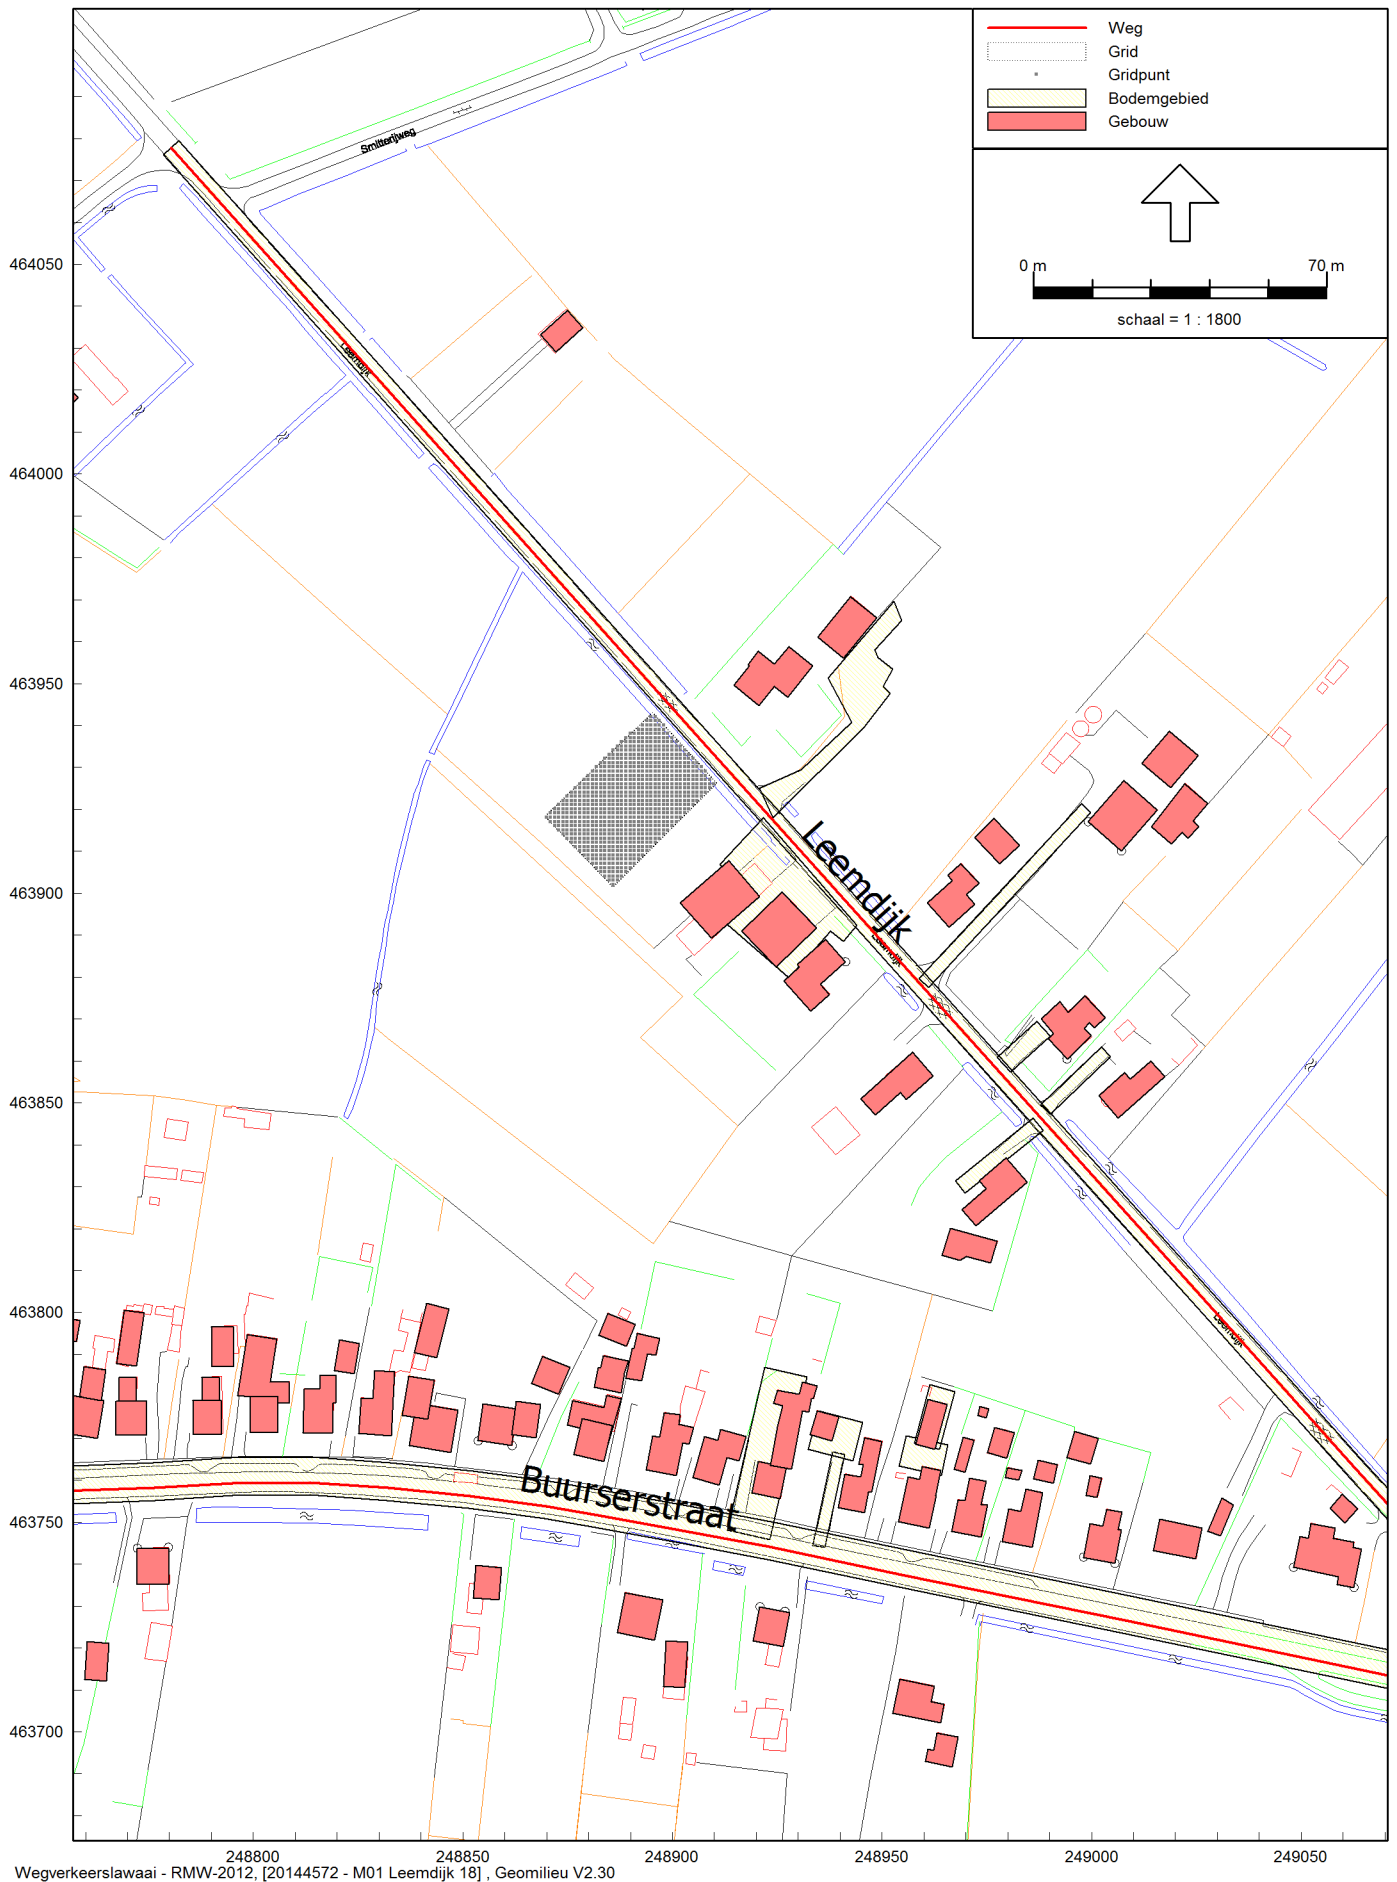 Weg
Grid
Gridpunt
Bodemgebied
Gebouw
0 m 70 m
schaal = 1 : 1800
Smitterijweg
464050
Leemdijk
464000
463950
Leemdijk
463900
Leemdijk
463850
463800
Leemdijk
Buurserstraat
463750
463700
248800 248850 248900 248950 249000 249050
Wegverkeerslawaai - RMW-2012, [20144572 - M01 Leemdijk 18] , Geomilieu V2.30